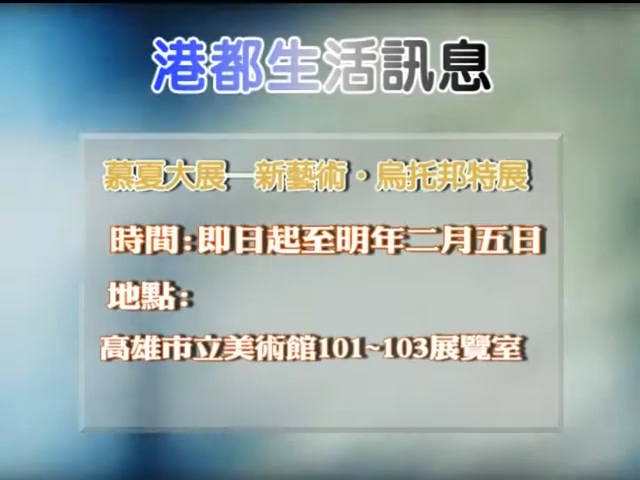 港都生活訊息
慕夏大展—新藝術‧烏托邦特展
時間:即日起至明年二月五日
地點:
高雄市立美術館101~103展覽室